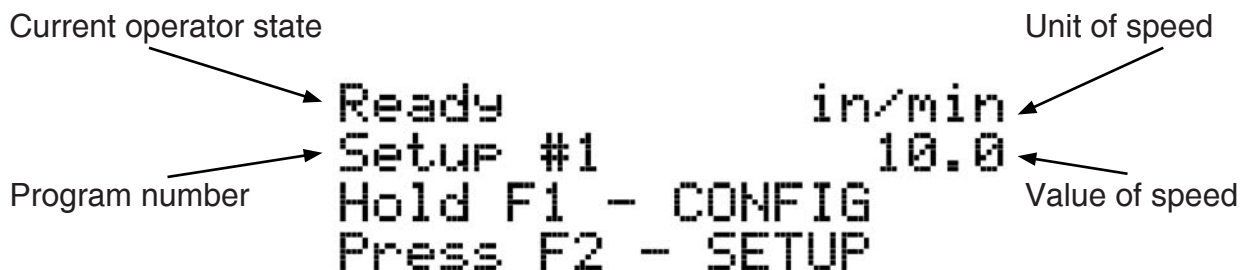 Current operator state
Unit of speed
Ready in/min
Setup #1 10.0
Program number
Value of speed
Hold F1 - CONFIG
Press F2 - SETUP